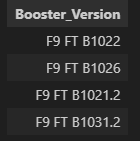 Booster_Version
F9 FT B1022
F9 FT B1026
F9 FT B1021.2
F9 FT B1031.2